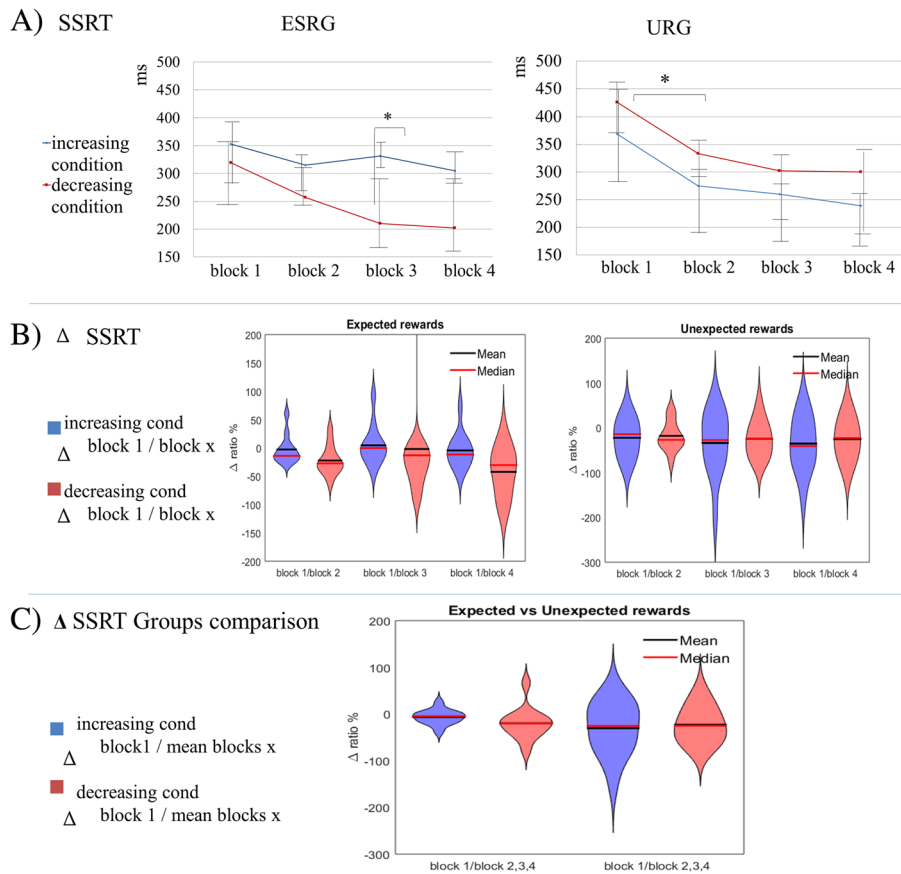 A) SSRT ESRG URG
ms
500
450
400
350
300
250
200
150
*
increasing
condition
decreasing
condition
block 1 block 2 block 3 block 4
ms
500
450
400
350
300
250
200
150
*
block 1 block 2 block 3 block 4
B) Δ SSRT
increasing cond
Δ block 1 / block x
decreasing cond
Δ block 1 / block x
Expected rewards
Δ ratio %
200
150
100
50
0
-50
-100
-150
-200
Mean
Median
block 1/block 2 block 1/block 3 block 1/block 4
Unexpected rewards
Δ ratio %
200
100
0
-100
-200
-300
Mean
Median
block 1/block 2 block 1/block 3 block 1/block 4
C) Δ SSRT Groups comparison
increasing cond
Δ block1 / mean blocks x
decreasing cond
Δ block 1 / mean blocks x
Expected vs Unexpected rewards
Δ ratio %
200
100
0
-100
-200
-300
Mean
Median
block 1/block 2,3,4 block 1/block 2,3,4